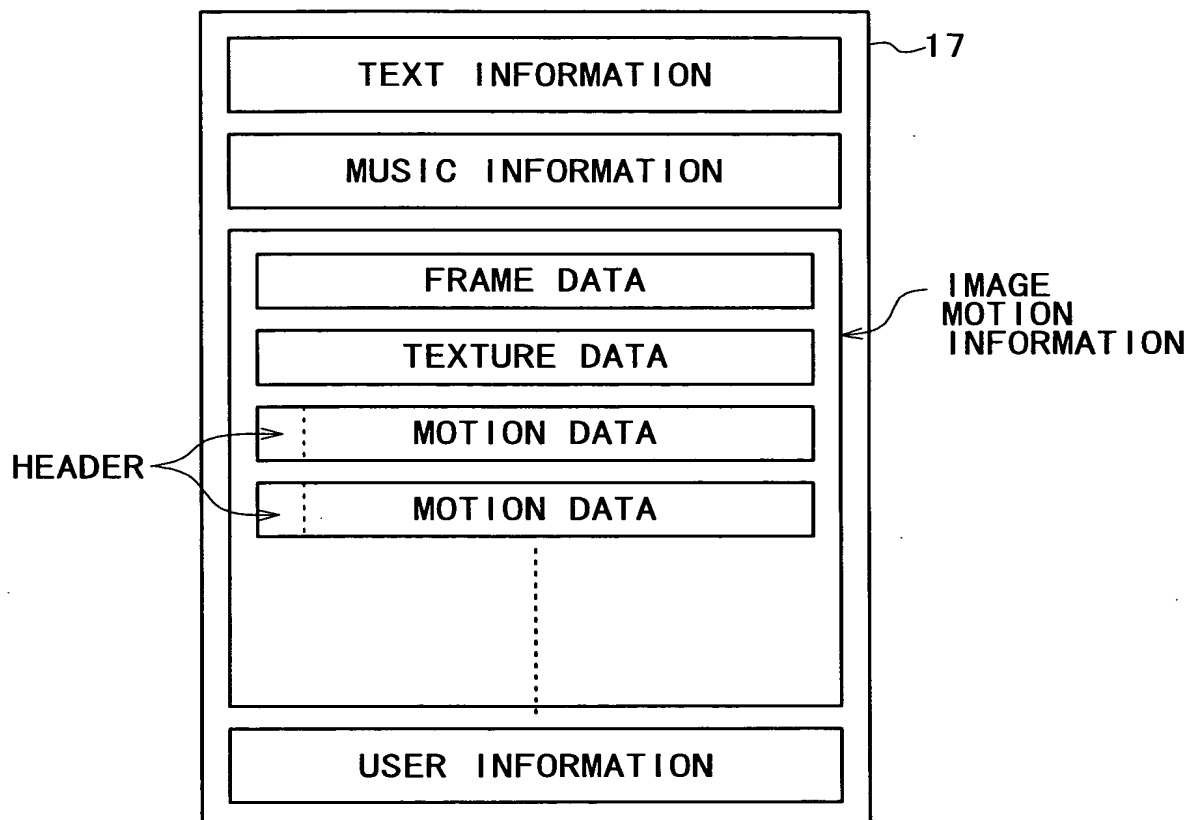 17
TEXT INFORMATION
MUSIC INFORMATION
FRAME DATA
TEXTURE DATA
MOTION DATA
MOTION DATA
IMAGE
MOTION
INFORMATION
HEADER
USER INFORMATION